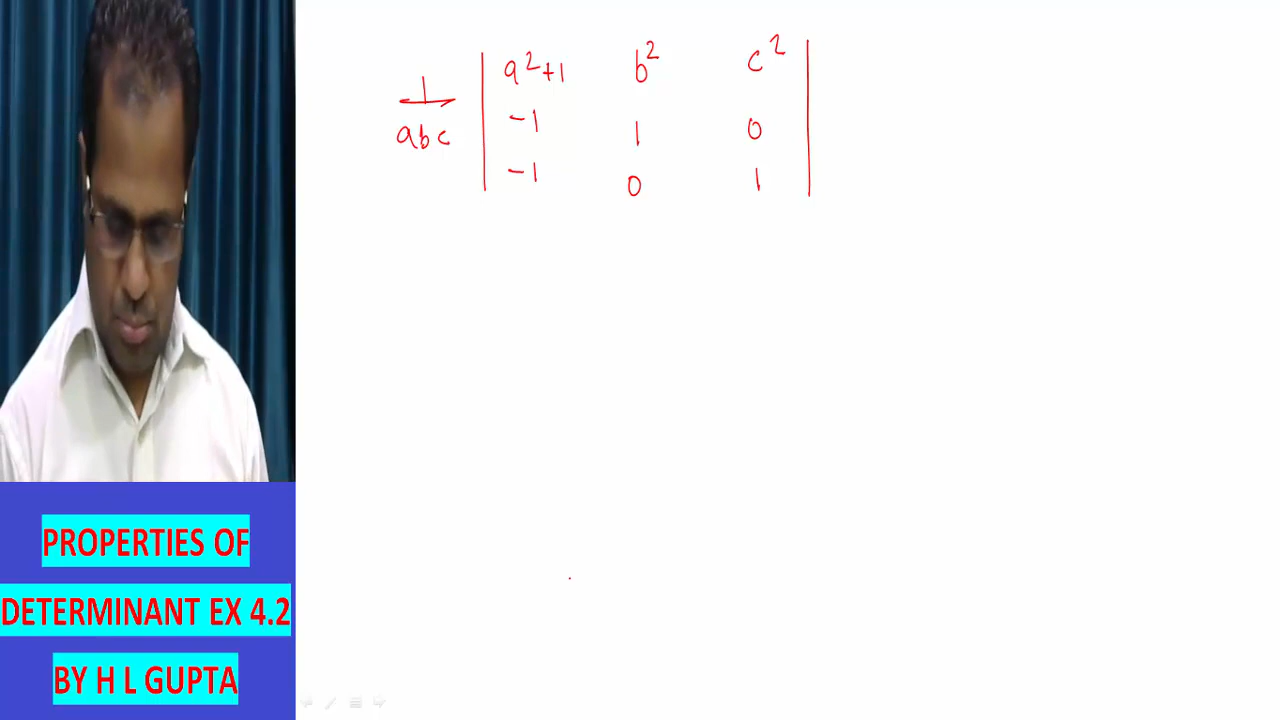 1
a²+1 b² c²
abc
-1 1 0
-1 0 1
PROPERTIES OF
DETERMINANT EX 4.2
BY H L GUPTA